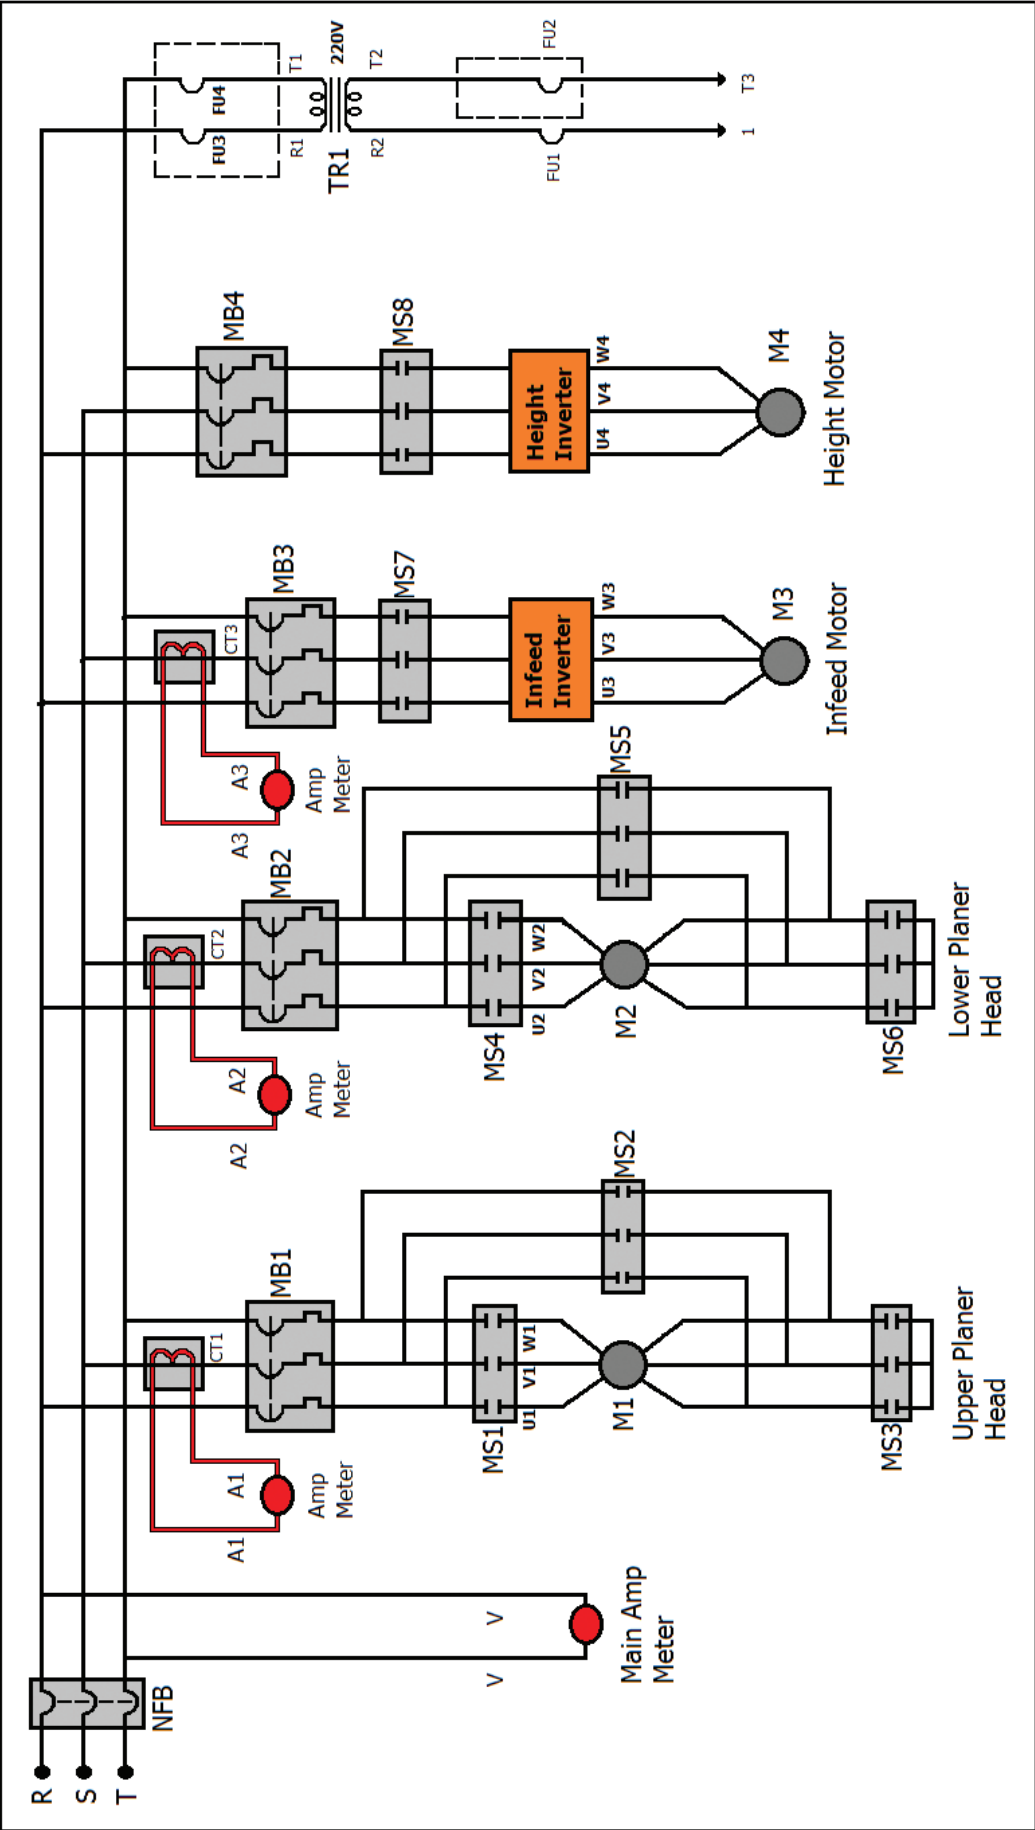 R
S
T
NFB
V
V
Main Amp
Meter
A1
A1
Amp
Meter
CT1
MB1
MS1
U1
V1
W1
M1
MS2
MS3
Upper Planer
Head
A2
A2
Amp
Meter
CT2
MB2
MS4
U2
V2
W2
M2
MS5
MS6
Lower Planer
Head
A3
A3
Amp
Meter
CT3
MB3
MS7
Infeed
Inverter
U3
V3
W3
M3
Infeed Motor
MB4
MS8
Height
Inverter
U4
V4
W4
M4
Height Motor
FU3
FU4
R1
T1
TR1
220V
R2
T2
FU1
FU2
1
T3